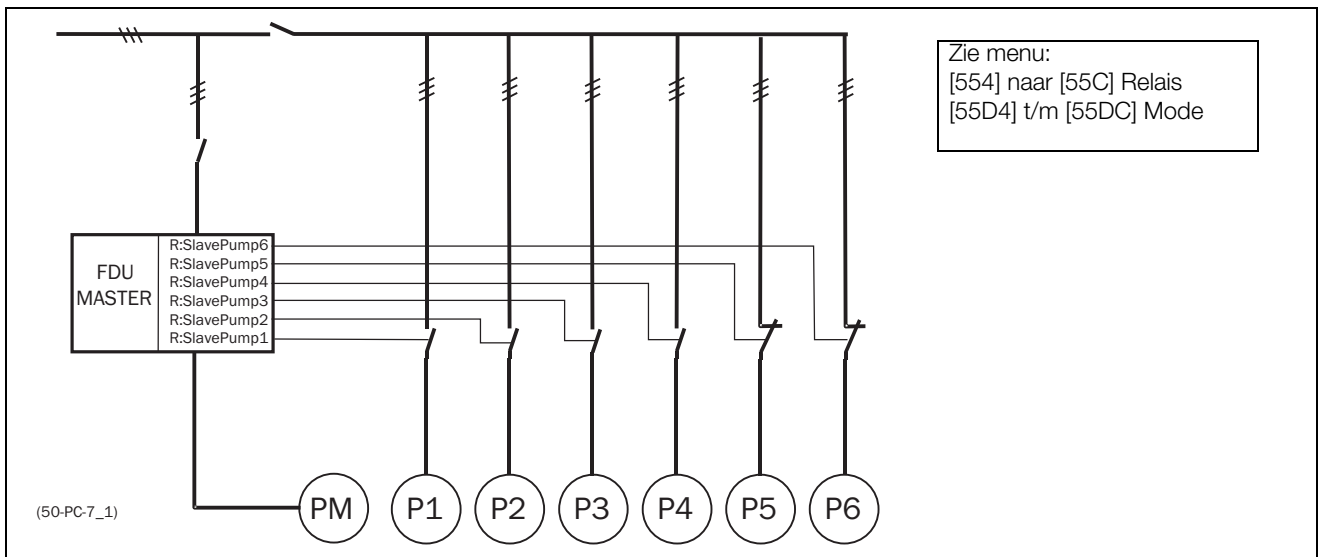 Zie menu:
[554] naar [55C] Relais
[55D4] t/m [55DC] Mode
FDU
MASTER
R:SlavePump6
R:SlavePump5
R:SlavePump4
R:SlavePump3
R:SlavePump2
R:SlavePump1
PM
P1
P2
P3
P4
P5
P6
(50-PC-7_1)